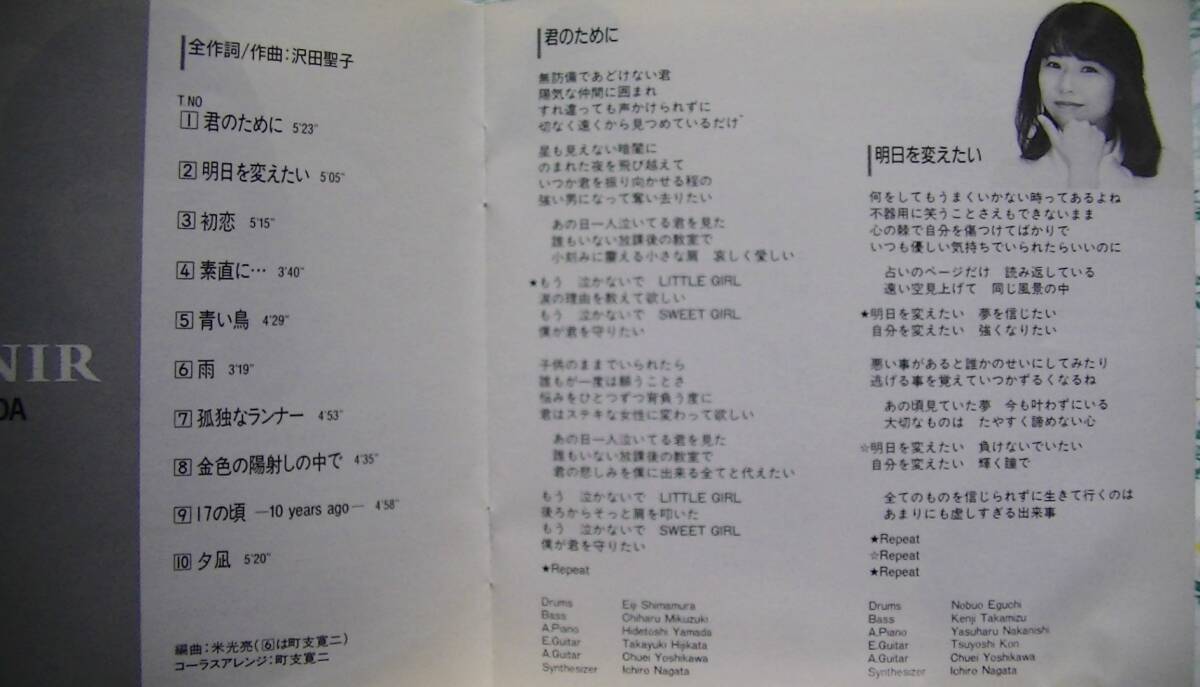 NIR
DA
全作詞/作曲:沢田聖子
T.NO
1 君のために 5'23"
2 明日を変えたい 5'05"
3 初恋 5'15"
4 素直に… 3'40"
5 青い鳥 4'29"
6 雨 3'19"
7 孤独なランナー 4'53"
8 金色の陽射しの中で 4'35"
9 17の頃 —10 years ago— 4'58"
10 夕凪 5'20"
編曲:米光亮(6は町支寛二)
コーラスアレンジ:町支寛二
君のために
無防備であどけない君
陽気な仲間に囲まれ
すれ違っても声かけられずに
切なく遠くから見つめているだけ
星も見えない暗闇に
のまれた夜を飛び越えて
いつか君を振り向かせる程の
強い男になって奪い去りたい
あの日一人泣いてる君を見た
誰もいない放課後の教室で
小刻みに震える小さな肩 哀しく愛しい
★もう 泣かないで LITTLE GIRL
涙の理由を教えて欲しい
もう 泣かないで SWEET GIRL
僕が君を守りたい
子供のままでいられたら
誰もが一度は願うことさ
悩みをひとつずつ背負う度に
君はステキな女性に変わって欲しい
あの日一人泣いてる君を見た
誰もいない放課後の教室で
君の悲しみを僕に出来る全てと代えたい
もう 泣かないで LITTLE GIRL
後ろからそっと肩を叩いた
もう 泣かないで SWEET GIRL
僕が君を守りたい
★Repeat
Drums Eiji Shimamura
Bass Chiharu Mikuzuki
A.Piano Hidetoshi Yamada
E.Guitar Takayuki Hijikata
A.Guitar Chuei Yoshikawa
Synthesizer Ichiro Nagata
明日を変えたい
何をしてもうまくいかない時ってあるよね
不器用に笑うことさえもできないまま
心の棘で自分を傷つけてばかりで
いつも優しい気持ちでいられたらいいのに
占いのページだけ 読み返している
遠い空見上げて 同じ風景の中
★明日を変えたい 夢を信じたい
自分を変えたい 強くなりたい
悪い事があると誰かのせいにしてみたり
逃げる事を覚えていつかずるくなるね
あの頃見ていた夢 今も叶わずにいる
大切なものは たやすく諦めない心
☆明日を変えたい 負けないでいたい
自分を変えたい 輝く瞳で
全てのものを信じられずに生きて行くのは
あまりにも虚しすぎる出来事
★Repeat
☆Repeat
★Repeat
Drums Nobuo Eguchi
Bass Kenji Takamizu
A.Piano Yasuharu Nakanishi
E.Guitar Tsuyoshi Kon
A.Guitar Chuei Yoshikawa
Synthesizer Ichiro Nagata